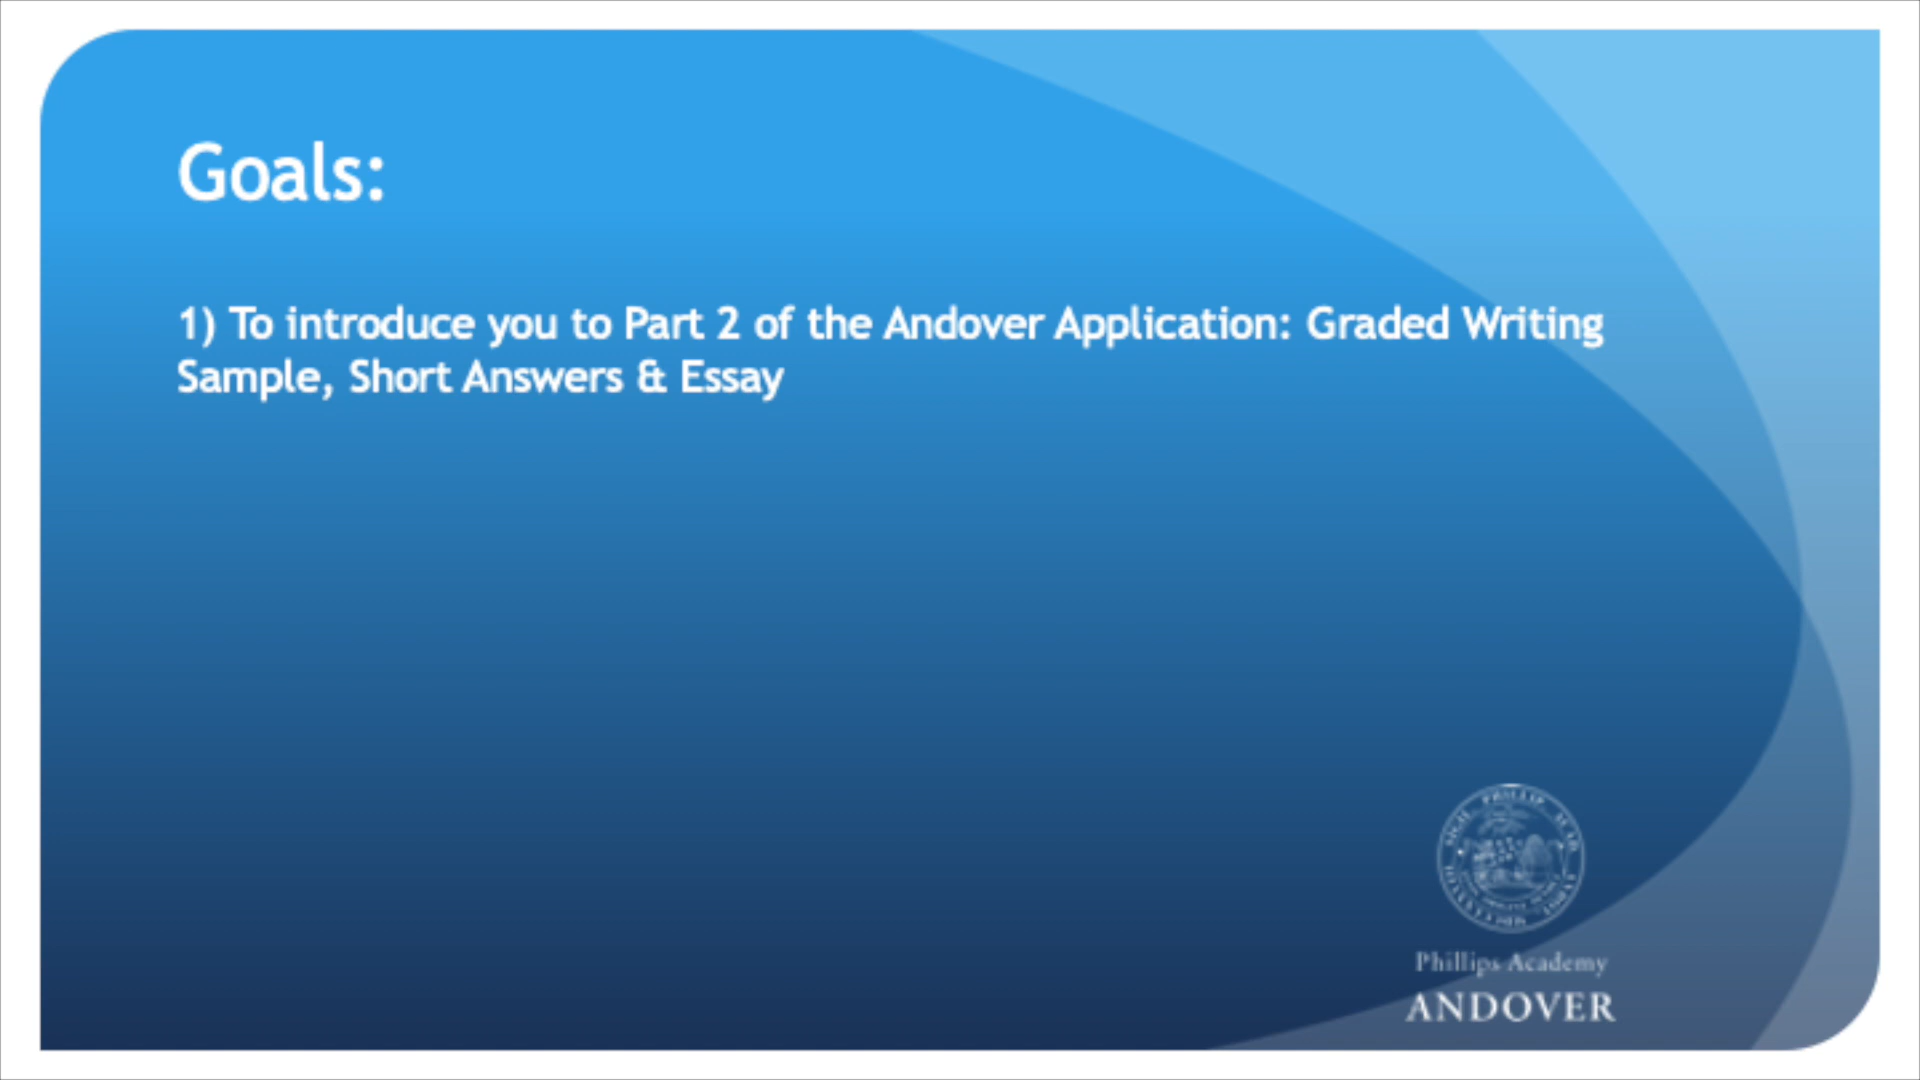 Goals:
1) To introduce you to Part 2 of the Andover Application: Graded Writing
Sample, Short Answers & Essay
Phillips Academy
ANDOVER